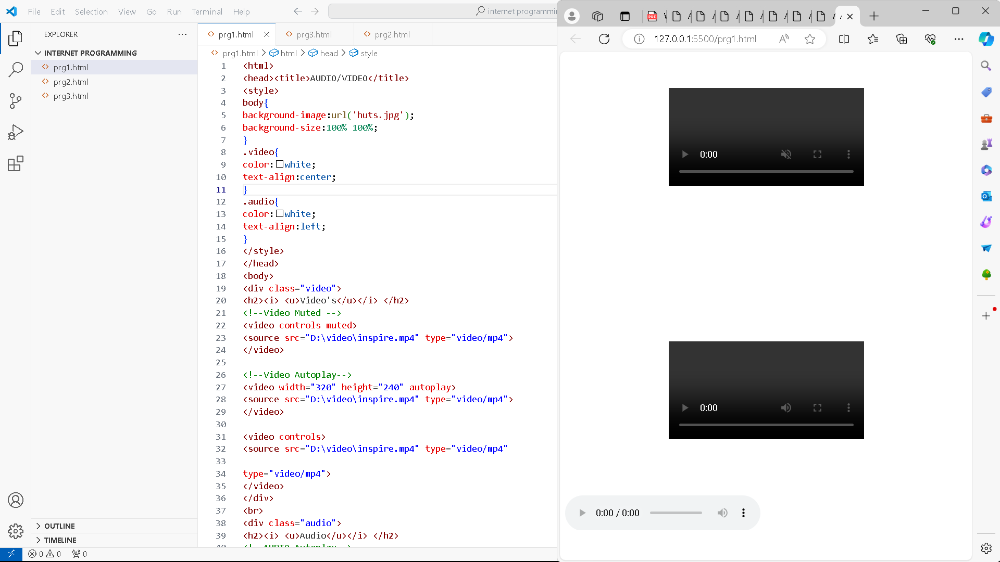 File Edit Selection View Go Run Terminal Help
internet programmin
EXPLORER
INTERNET PROGRAMMING
prg1.html
prg2.html
prg3.html
OUTLINE
TIMELINE
0 0 0
prg1.html prg3.html prg2.html
prg1.html > html > head > style
1 <html>
2 <head><title>AUDIO/VIDEO</title>
3 <style>
4 body{
5 background-image:url('huts.jpg');
6 background-size:100% 100%;
7 }
8 .video{
9 color:white;
10 text-align:center;
11 }
12 .audio{
13 color:white;
14 text-align:left;
15 }
16 </style>
17 </head>
18 <body>
19 <div class="video">
20 <h2><i> <u>Video's</u></i> </h2>
21 <!--Video Muted -->
22 <video controls muted>
23 <source src="D:\video\inspire.mp4" type="video/mp4">
24 </video>
25
26 <!--Video Autoplay-->
27 <video width="320" height="240" autoplay>
28 <source src="D:\video\inspire.mp4" type="video/mp4">
29 </video>
30
31 <video controls>
32 <source src="D:\video\inspire.mp4" type="video/mp4"
33
34 type="video/mp4">
35 </video>
36 </div>
37 <br>
38 <div class="audio">
39 <h2><i> <u>Audio</u></i> </h2>
40 <!--AUDIO Autoplay-->
PDF
127.0.0.1:5500/prg1.html
0:00
0:00
0:00 / 0:00